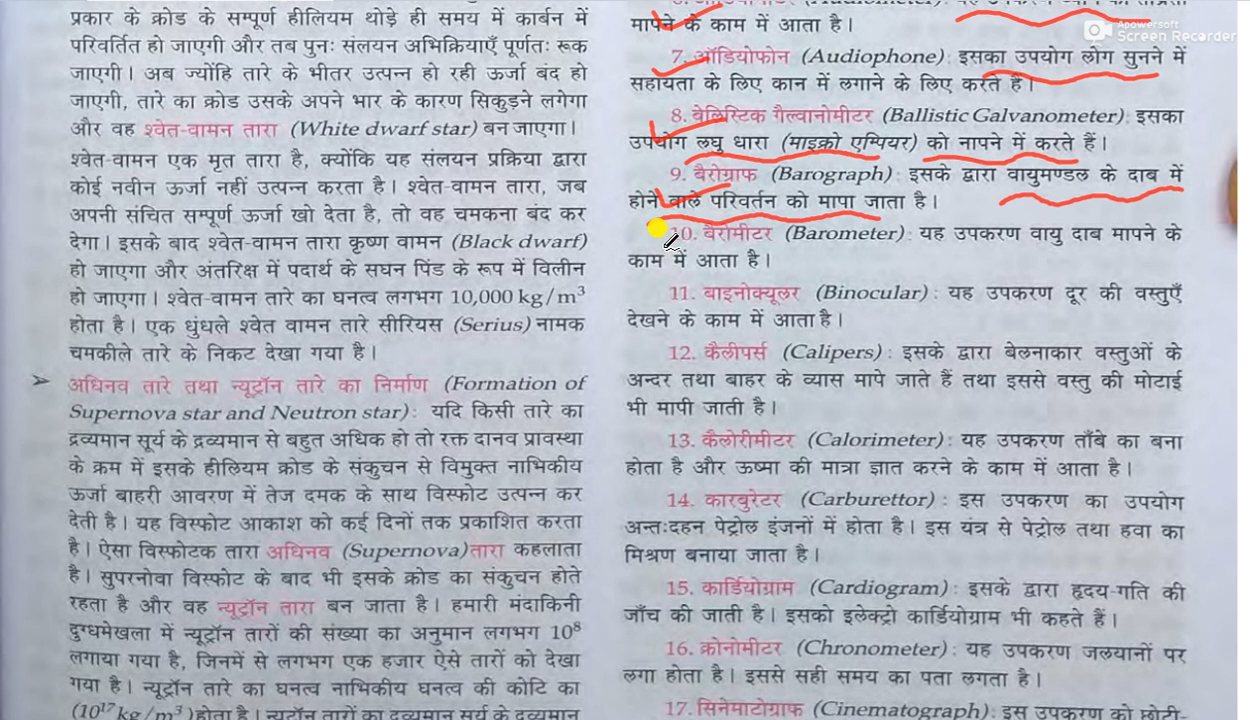 प्रकार के क्रोड के सम्पूर्ण हीलियम थोड़े ही समय में कार्बन में
परिवर्तित हो जाएगी और तब पुनः संलयन अभिक्रियाएँ पूर्णतः रूक
जाएगी। अब ज्योंहि तारे के भीतर उत्पन्न हो रही ऊर्जा बंद हो
जाएगी, तारे का क्रोड उसके अपने भार के कारण सिकुड़ने लगेगा
और वह श्वेत-वामन तारा (White dwarf star) बन जाएगा।
श्वेत-वामन एक मृत तारा है, क्योंकि यह संलयन प्रक्रिया द्वारा
कोई नवीन ऊर्जा नहीं उत्पन्न करता है। श्वेत-वामन तारा, जब
अपनी संचित सम्पूर्ण ऊर्जा खो देता है, तो वह चमकना बंद कर
देगा। इसके बाद श्वेत-वामन तारा कृष्ण वामन (Black dwarf)
हो जाएगा और अंतरिक्ष में पदार्थ के सघन पिंड के रूप में विलीन
हो जाएगा। श्वेत-वामन तारे का घनत्व लगभग 10,000 kg/m³
होता है। एक धुंधले श्वेत वामन तारे सीरियस (Serius) नामक
चमकीले तारे के निकट देखा गया है।
➢ अधिनव तारे तथा न्यूट्रॉन तारे का निर्माण (Formation of
Supernova star and Neutron star) : यदि किसी तारे का
द्रव्यमान सूर्य के द्रव्यमान से बहुत अधिक हो तो रक्त दानव प्रावस्था
के क्रम में इसके हीलियम क्रोड के संकुचन से विमुक्त नाभिकीय
ऊर्जा बाहरी आवरण में तेज दमक के साथ विस्फोट उत्पन्न कर
देती है। यह विस्फोट आकाश को कई दिनों तक प्रकाशित करता
है। ऐसा विस्फोटक तारा अधिनव (Supernova)तारा कहलाता
है। सुपरनोवा विस्फोट के बाद भी इसके क्रोड का संकुचन होते
रहता है और वह न्यूट्रॉन तारा बन जाता है। हमारी मंदाकिनी
दुग्धमेखला में न्यूट्रॉन तारों की संख्या का अनुमान लगभग 10⁸
लगाया गया है, जिनमें से लगभग एक हजार ऐसे तारों को देखा
गया है। न्यूट्रॉन तारे का घनत्व नाभिकीय घनत्व की कोटि का
(10¹⁷ kg/m³) होता है। न्यूट्रॉन तारों का द्रव्यमान सूर्य के द्रव्यमान
मापने के काम में आता है।
7. ऑडियोफोन (Audiophone) : इसका उपयोग लोग सुनने में
सहायता के लिए कान में लगाने के लिए करते हैं।
8. बेलिस्टिक गैल्वानोमीटर (Ballistic Galvanometer) : इसका
उपयोग लघु धारा (माइक्रो एम्पियर) को नापने में करते हैं।
9. बैरोग्राफ (Barograph) : इसके द्वारा वायुमण्डल के दाब में
होने वाले परिवर्तन को मापा जाता है।
10. बैरोमीटर (Barometer) : यह उपकरण वायु दाब मापने के
काम में आता है।
11. बाइनोक्यूलर (Binocular) : यह उपकरण दूर की वस्तुएँ
देखने के काम में आता है।
12. कैलीपर्स (Calipers) : इसके द्वारा बेलनाकार वस्तुओं के
अन्दर तथा बाहर के व्यास मापे जाते हैं तथा इससे वस्तु की मोटाई
भी मापी जाती है।
13. कैलोरीमीटर (Calorimeter) : यह उपकरण ताँबे का बना
होता है और ऊष्मा की मात्रा ज्ञात करने के काम में आता है।
14. कारबुरेटर (Carburettor) : इस उपकरण का उपयोग
अन्तःदहन पेट्रोल इंजनों में होता है। इस यंत्र से पेट्रोल तथा हवा का
मिश्रण बनाया जाता है।
15. कार्डियोग्राम (Cardiogram) : इसके द्वारा हृदय-गति की
जाँच की जाती है। इसको इलेक्ट्रो कार्डियोग्राम भी कहते हैं।
16. क्रोनोमीटर (Chronometer) : यह उपकरण जलयानों पर
लगा होता है। इससे सही समय का पता लगता है।
17. सिनेमाटोग्राफ (Cinematograph) : इस उपकरण को छोटी-
Apowersoft
Screen Recorder